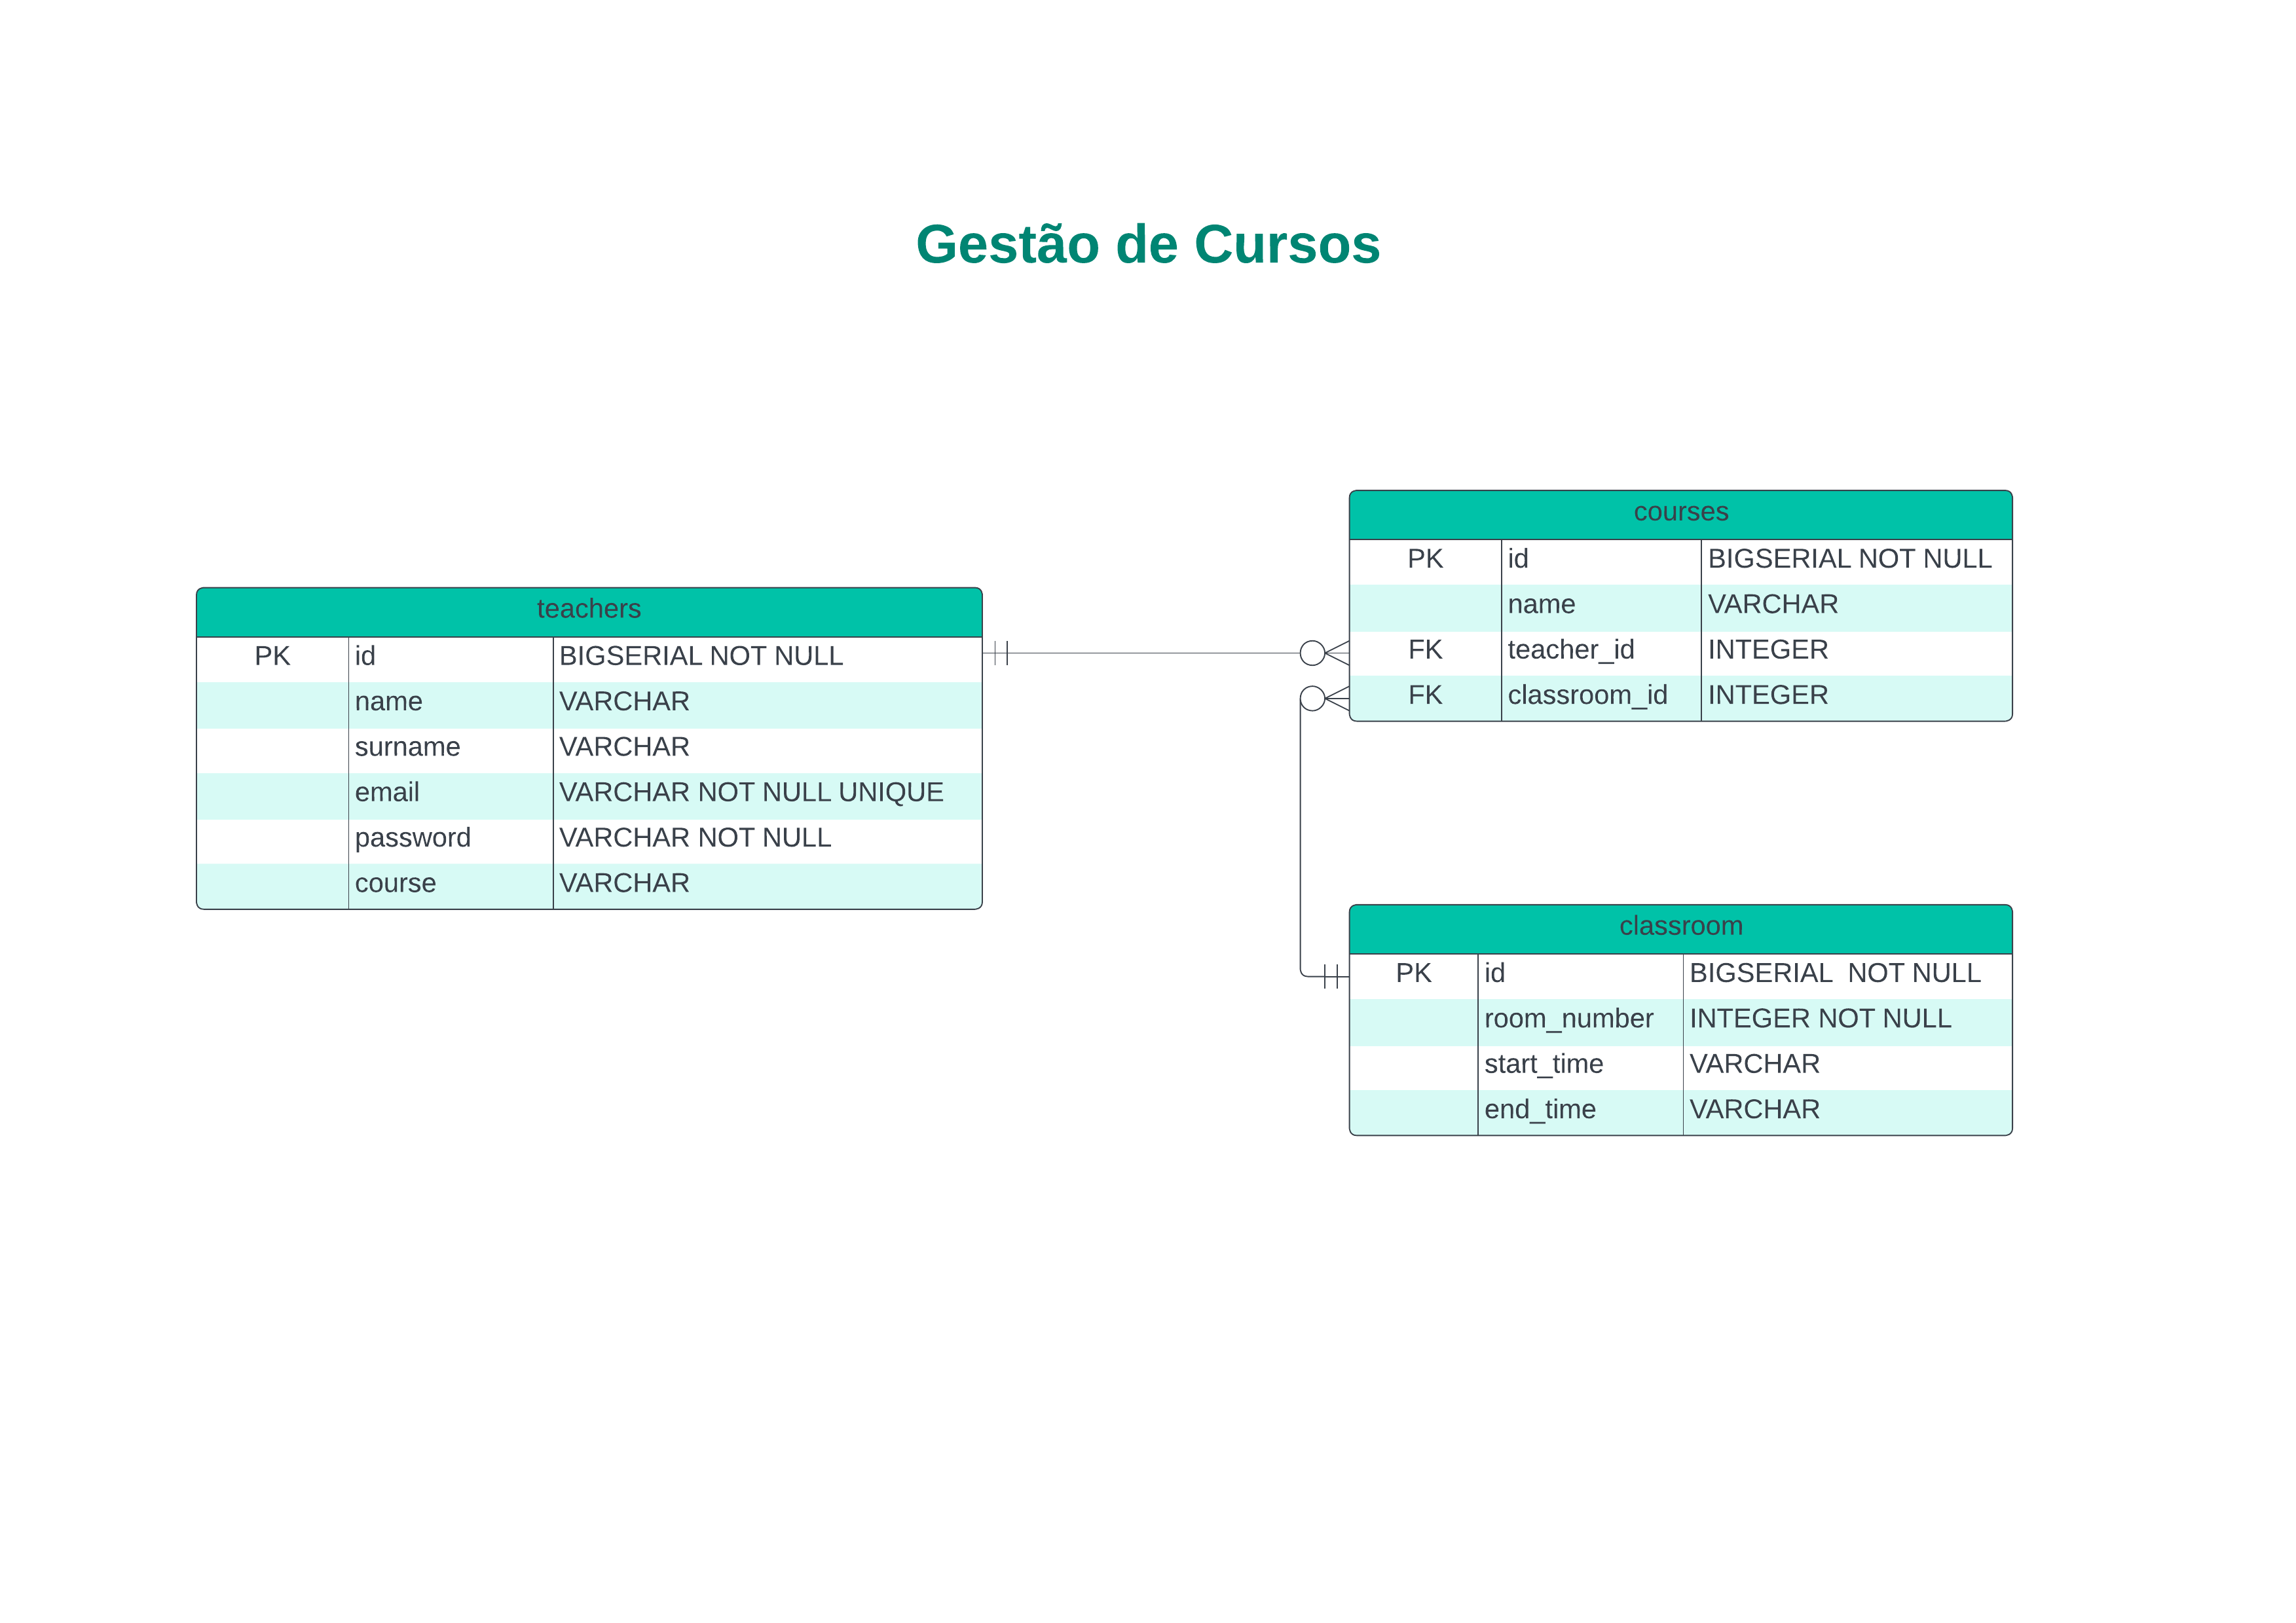 Gestão de Cursos
teachers
PK id BIGSERIAL NOT NULL
name VARCHAR
surname VARCHAR
email VARCHAR NOT NULL UNIQUE
password VARCHAR NOT NULL
course VARCHAR
courses
PK id BIGSERIAL NOT NULL
name VARCHAR
FK teacher_id INTEGER
FK classroom_id INTEGER
classroom
PK id BIGSERIAL NOT NULL
room_number INTEGER NOT NULL
start_time VARCHAR
end_time VARCHAR